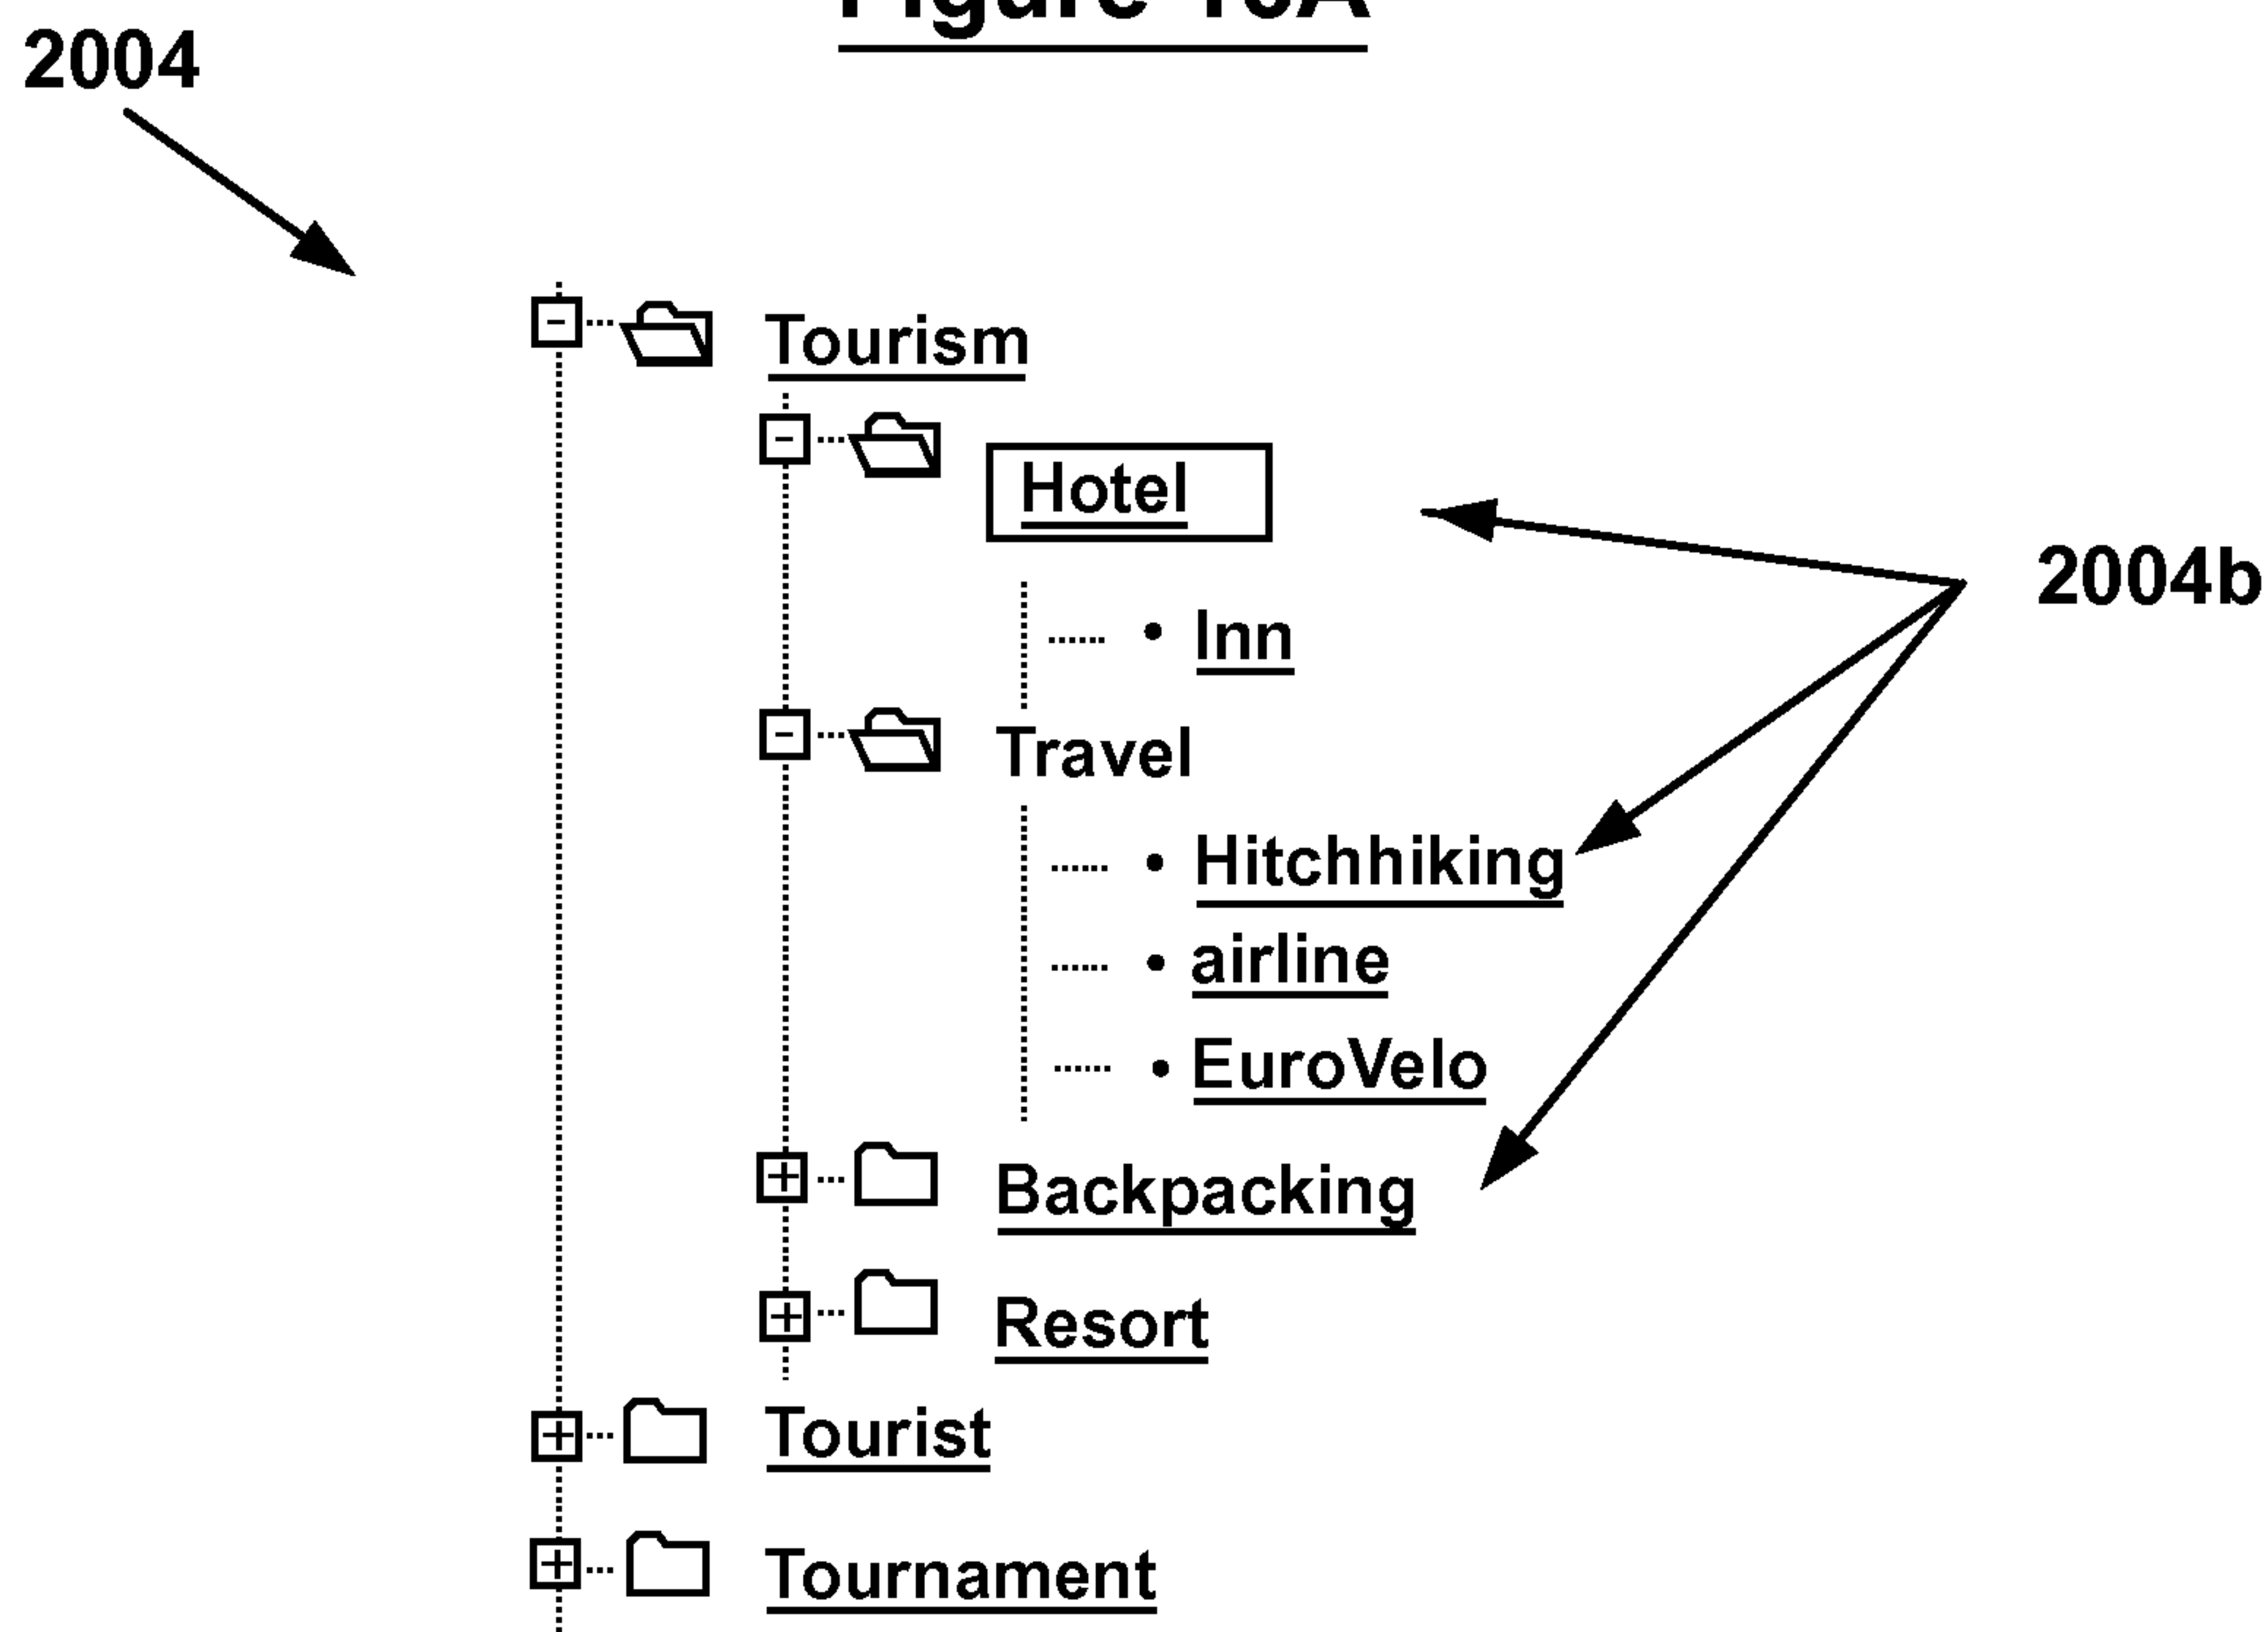 2004
Tourism
Hotel
2004b
• Inn
Travel
• Hitchhiking
• airline
• EuroVelo
Backpacking
Resort
Tourist
Tournament